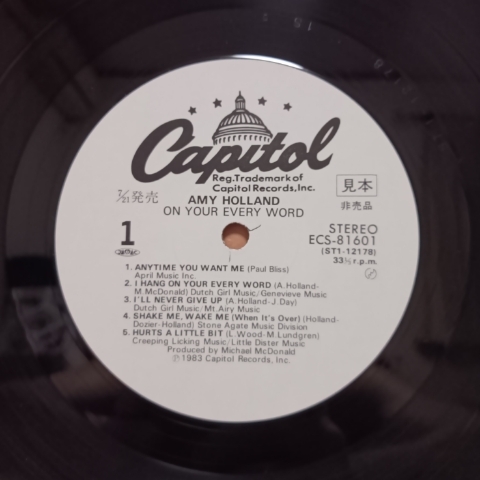 Capitol
Reg. Trademark of
Capitol Records, Inc.
7/21発売
見本
非売品
AMY HOLLAND
ON YOUR EVERY WORD
1
STEREO
ECS-81601
(ST1-12178)
33⅓ r.p.m.
1. ANYTIME YOU WANT ME (Paul Bliss)
April Music Inc.
2. I HANG ON YOUR EVERY WORD (A.Holland-
M.McDonald) Dutch Girl Music/Genevieve Music
3. I'LL NEVER GIVE UP (A.Holland-J.Day)
Dutch Girl Music/Mt.Airy Music
4. SHAKE ME, WAKE ME (When It's Over) (Holland-
Dozier-Holland) Stone Agate Music Division
5. HURTS A LITTLE BIT (L.Wood-M.Lundgren)
Creeping Licking Music/Little Dister Music
Produced by Michael McDonald
Ⓟ1983 Capitol Records, Inc.